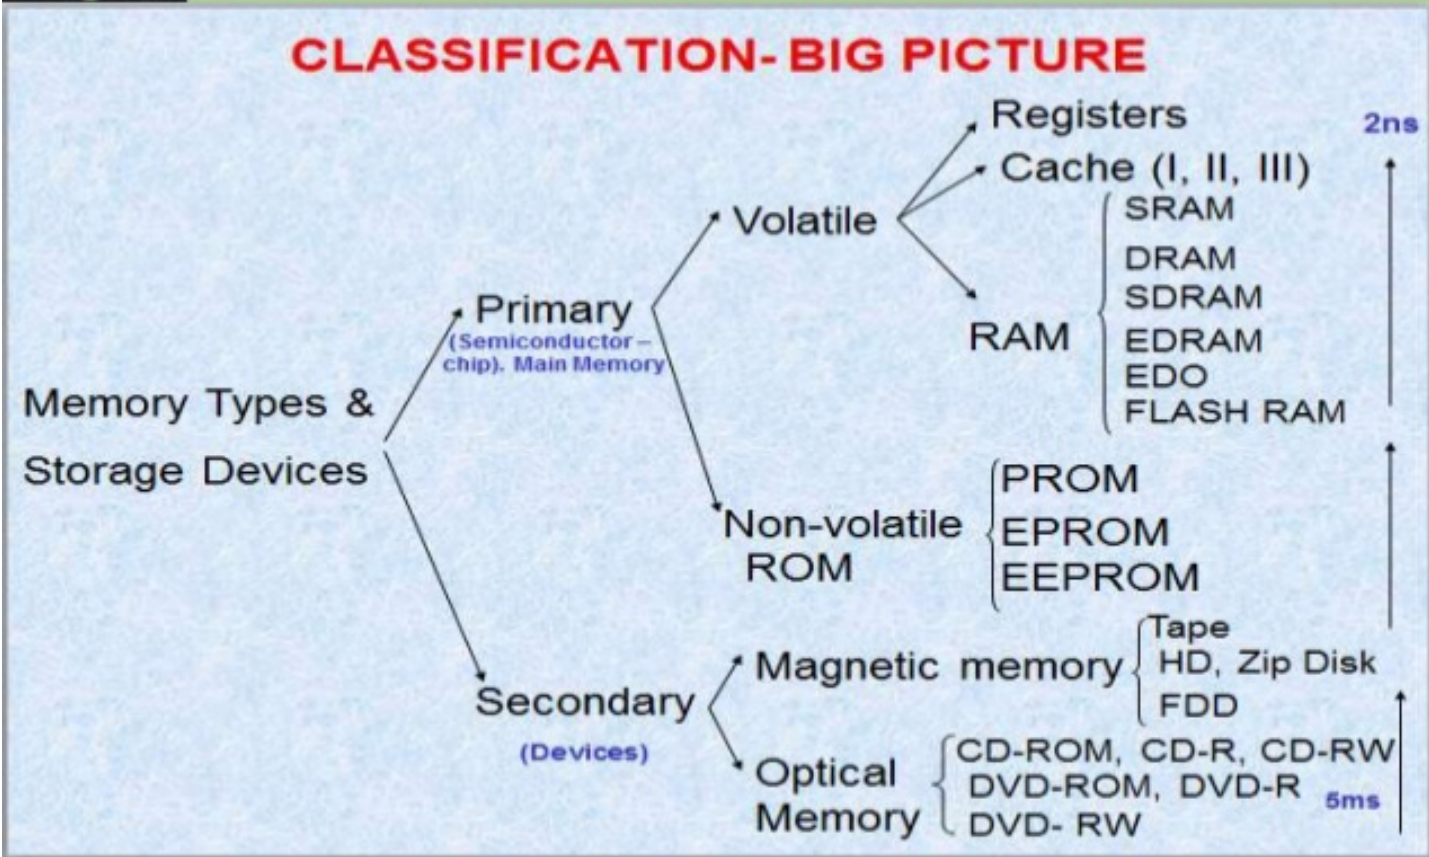 CLASSIFICATION- BIG PICTURE
Registers
2ns
Cache (I, II, III)
Volatile
SRAM
DRAM
SDRAM
RAM
EDRAM
EDO
FLASH RAM
Primary
(Semiconductor –
chip). Main Memory
Memory Types &
Storage Devices
Non-volatile
ROM
PROM
EPROM
EEPROM
Secondary
(Devices)
Magnetic memory
Tape
HD, Zip Disk
FDD
Optical
Memory
CD-ROM, CD-R, CD-RW
DVD-ROM, DVD-R
DVD- RW
5ms